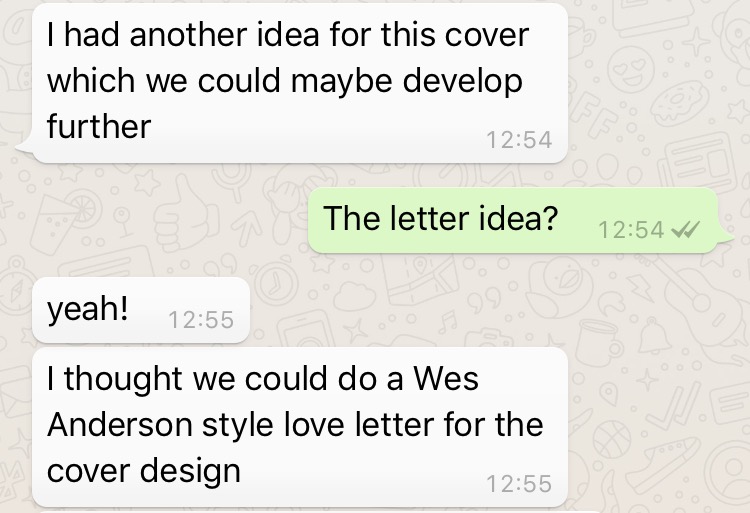 I had another idea for this cover
which we could maybe develop
further
12:54
The letter idea?
12:54
yeah!
12:55
I thought we could do a Wes
Anderson style love letter for the
cover design
12:55